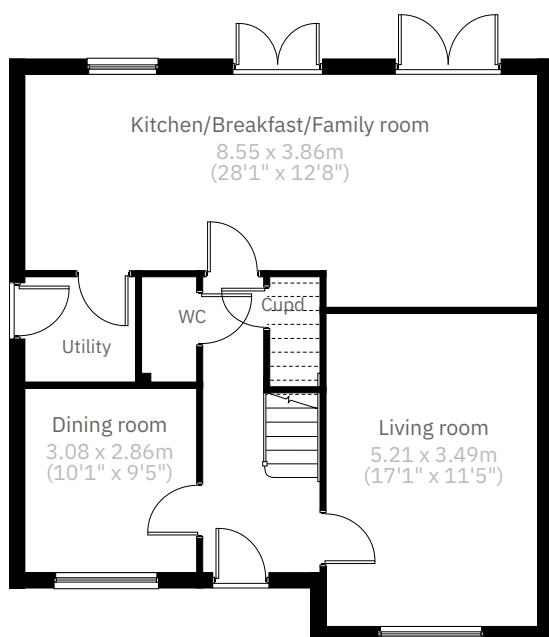 Kitchen/Breakfast/Family room
8.55 x 3.86m
(28'1" x 12'8")
Cupd
WC
Utility
Dining room
3.08 x 2.86m
(10'1" x 9'5")
Living room
5.21 x 3.49m
(17'1" x 11'5")